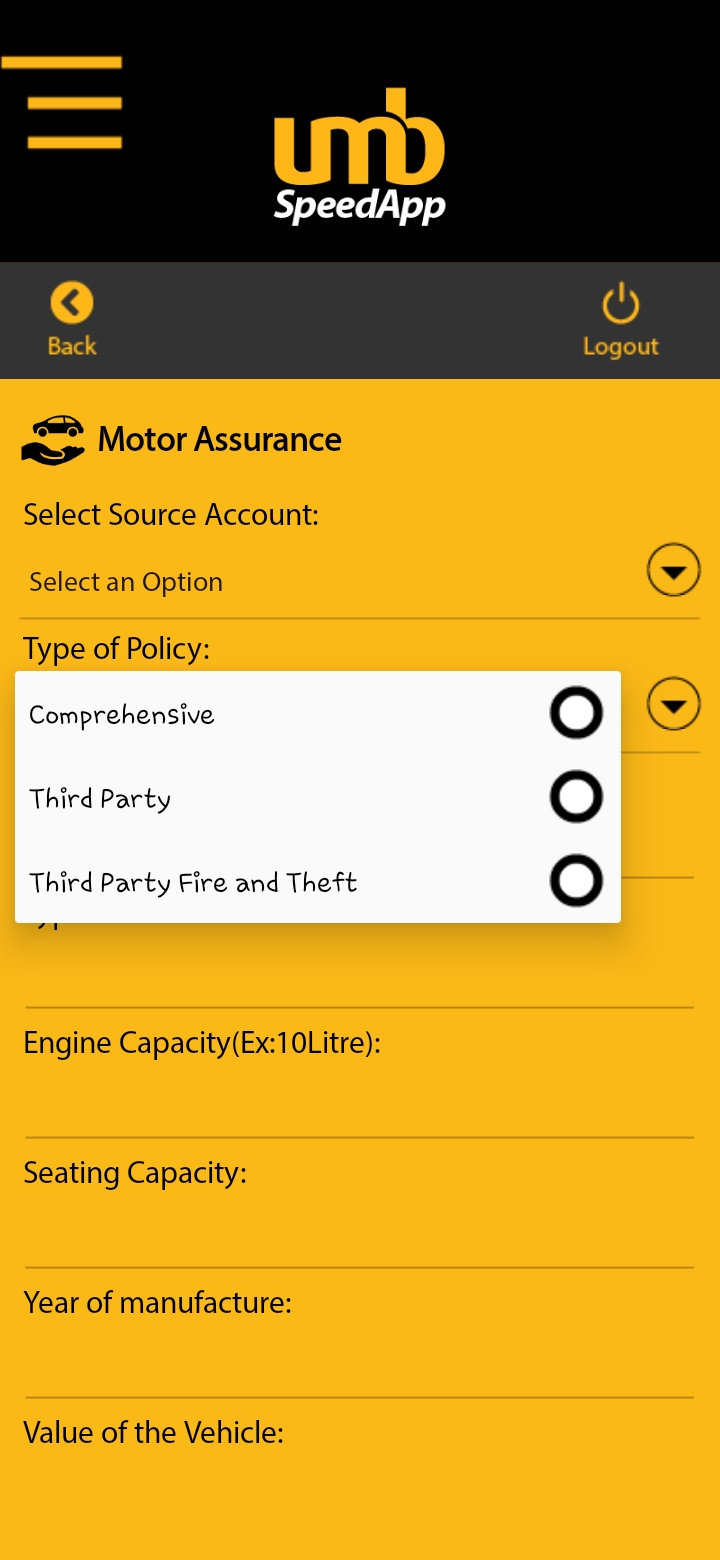 umb
SpeedApp
Back
Logout
Motor Assurance
Select Source Account:
Select an Option
Type of Policy:
Comprehensive
Third Party
Third Party Fire and Theft
Engine Capacity(Ex:10Litre):
Seating Capacity:
Year of manufacture:
Value of the Vehicle: